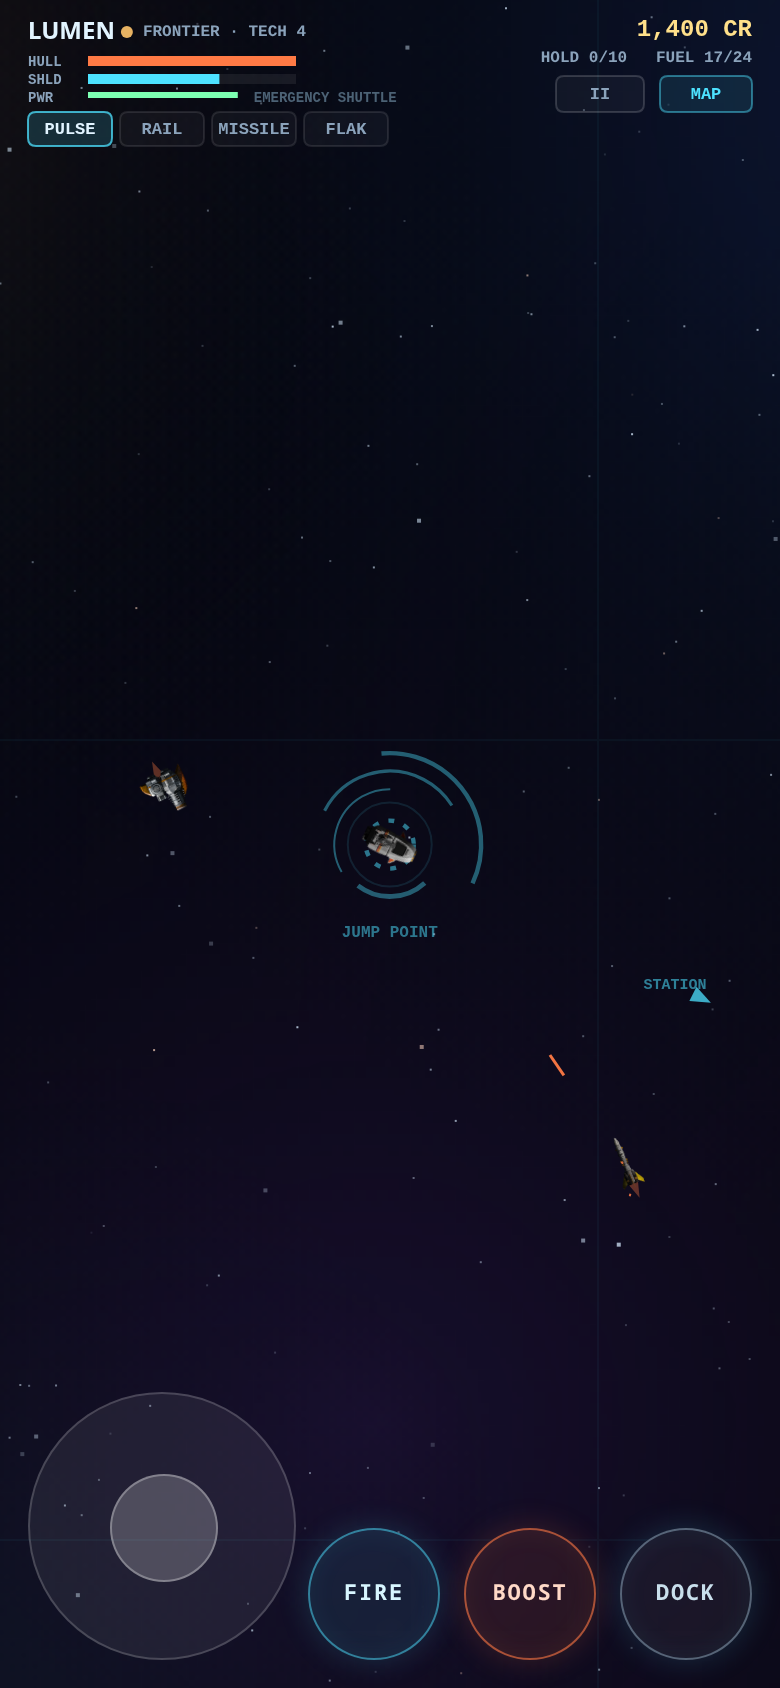 LUMEN FRONTIER · TECH 4
1,400 CR
HULL
HOLD 0/10 FUEL 17/24
SHLD
PWR EMERGENCY SHUTTLE
II MAP
PULSE RAIL MISSILE FLAK
JUMP POINT
STATION
FIRE BOOST DOCK